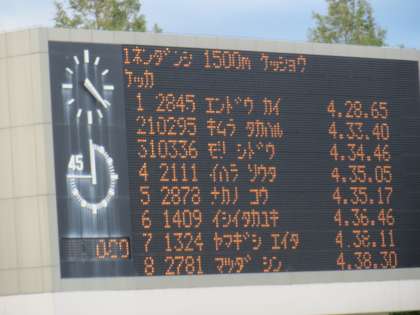 1ネンダンシ 1500m ケッショウ
ケッカ
1 2845 エンドウ カイ 4.28.65
2 10295 キムラ タカハル 4.33.40
3 10336 モリ シドウ 4.34.46
4 2111 イハラ ソウタ 4.35.05
5 2878 ナカノ コウ 4.35.17
6 1409 イシイタカユキ 4.36.46
7 1324 ヤマギシ エイタ 4.38.11
8 2781 マツダ シン 4.38.30
45